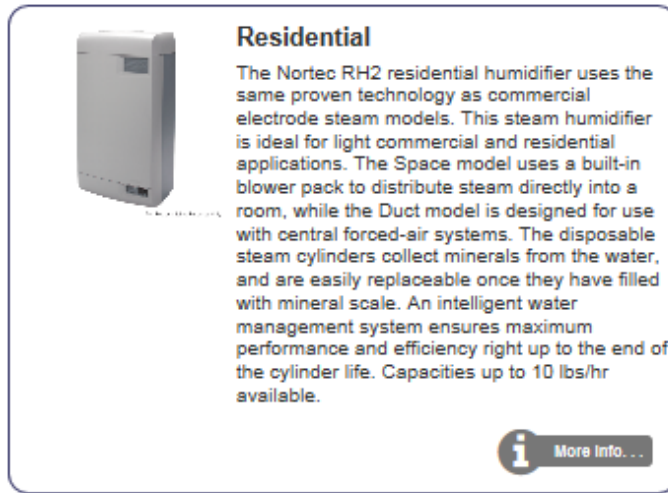 Residential
The Nortec RH2 residential humidifier uses the
same proven technology as commercial
electrode steam models. This steam humidifier
is ideal for light commercial and residential
applications. The Space model uses a built-in
blower pack to distribute steam directly into a
room, while the Duct model is designed for use
with central forced-air systems. The disposable
steam cylinders collect minerals from the water,
and are easily replaceable once they have filled
with mineral scale. An intelligent water
management system ensures maximum
performance and efficiency right up to the end of
the cylinder life. Capacities up to 10 lbs/hr
available.
More Info. . .